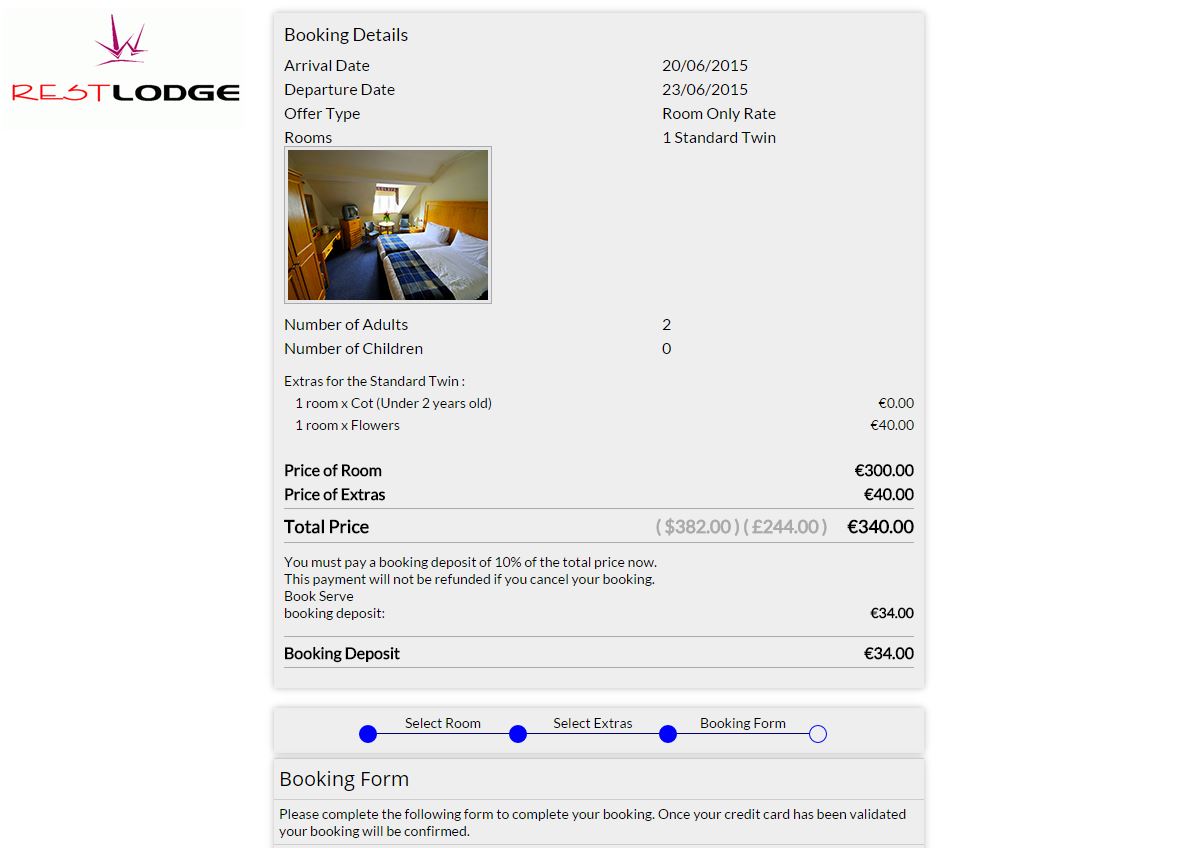 RESTLODGE
Booking Details
Arrival Date 20/06/2015
Departure Date 23/06/2015
Offer Type Room Only Rate
Rooms 1 Standard Twin
Number of Adults 2
Number of Children 0
Extras for the Standard Twin :
1 room x Cot (Under 2 years old) €0.00
1 room x Flowers €40.00
Price of Room €300.00
Price of Extras €40.00
Total Price ( $382.00 ) ( £244.00 ) €340.00
You must pay a booking deposit of 10% of the total price now.
This payment will not be refunded if you cancel your booking.
Book Serve
booking deposit: €34.00
Booking Deposit €34.00
Select Room Select Extras Booking Form
Booking Form
Please complete the following form to complete your booking. Once your credit card has been validated
your booking will be confirmed.